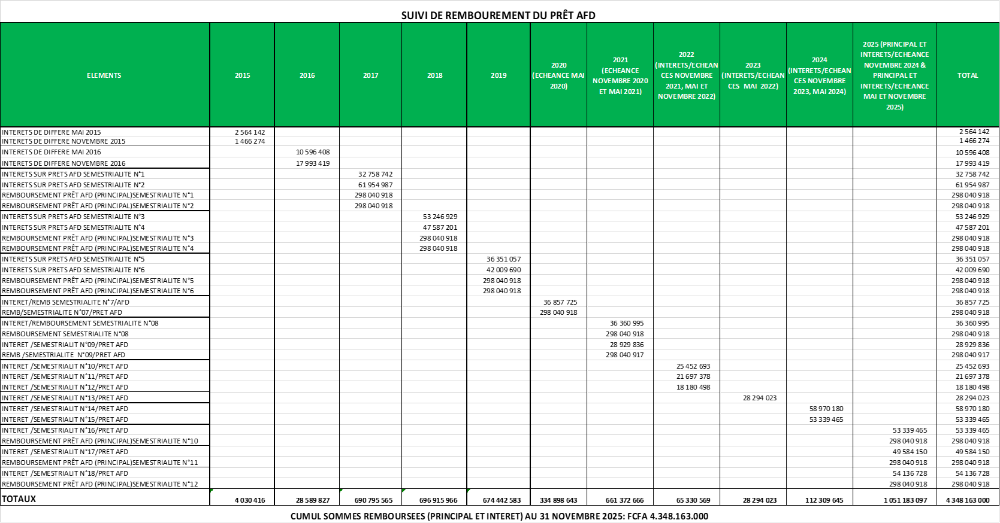 SUIVI DE REMBOUREMENT DU PRÊT AFD
ELEMENTS 2015 2016 2017 2018 2019 2020 (ECHEANCE MAI 2020) 2021 (ECHEANCE NOVEMBRE 2020 ET MAI 2021) 2022 (INTERETS/ECHEANCES NOVEMBRE 2021, MAI ET NOVEMBRE 2022) 2023 (INTERETS/ECHEANCES MAI 2022) 2024 (INTERETS/ECHEANCES NOVEMBRE 2023, MAI 2024) 2025 (PRINCIPAL ET INTERETS/ECHEANCE NOVEMBRE 2024 & PRINCIPAL ET INTERETS/ECHEANCE MAI ET NOVEMBRE 2025) TOTAL
INTERETS DE DIFFERE MAI 2015 2 564 142 2 564 142
INTERETS DE DIFFERE NOVEMBRE 2015 1 466 274 1 466 274
INTERETS DE DIFFERE MAI 2016 10 596 408 10 596 408
INTERETS DE DIFFERE NOVEMBRE 2016 17 993 419 17 993 419
INTERETS SUR PRETS AFD SEMESTRIALITE N°1 32 758 742 32 758 742
INTERETS SUR PRETS AFD SEMESTRIALITE N°2 61 954 987 61 954 987
REMBOURSEMENT PRÊT AFD (PRINCIPAL)SEMESTRIALITE N°1 298 040 918 298 040 918
REMBOURSEMENT PRÊT AFD (PRINCIPAL)SEMESTRIALITE N°2 298 040 918 298 040 918
INTERETS SUR PRETS AFD SEMESTRIALITE N°3 53 246 929 53 246 929
INTERETS SUR PRETS AFD SEMESTRIALITE N°4 47 587 201 47 587 201
REMBOURSEMENT PRÊT AFD (PRINCIPAL)SEMESTRIALITE N°3 298 040 918 298 040 918
REMBOURSEMENT PRÊT AFD (PRINCIPAL)SEMESTRIALITE N°4 298 040 918 298 040 918
INTERETS SUR PRETS AFD SEMESTRIALITE N°5 36 351 057 36 351 057
INTERETS SUR PRETS AFD SEMESTRIALITE N°6 42 009 690 42 009 690
REMBOURSEMENT PRÊT AFD (PRINCIPAL)SEMESTRIALITE N°5 298 040 918 298 040 918
REMBOURSEMENT PRÊT AFD (PRINCIPAL)SEMESTRIALITE N°6 298 040 918 298 040 918
INTERET/REMB SEMESTRIALITE N°7/AFD 36 857 725 36 857 725
REMB/SEMESTRIALITE N°07/PRET AFD 298 040 918 298 040 918
INTERET/REMBOURSEMENT SEMESTRIALITE N°08 36 360 995 36 360 995
REMBOURSEMENT SEMESTRIALITE N°08 298 040 918 298 040 918
INTERET /SEMESTRIALIT N°09/PRET AFD 28 929 836 28 929 836
REMB /SEMESTRIALITE N°09/PRET AFD 298 040 917 298 040 917
INTERET /SEMESTRIALIT N°10/PRET AFD 25 452 693 25 452 693
INTERET /SEMESTRIALIT N°11/PRET AFD 21 697 378 21 697 378
INTERET /SEMESTRIALIT N°12/PRET AFD 18 180 498 18 180 498
INTERET /SEMESTRIALIT N°13/PRET AFD 28 294 023 28 294 023
INTERET /SEMESTRIALIT N°14/PRET AFD 58 970 180 58 970 180
INTERET /SEMESTRIALIT N°15/PRET AFD 53 339 465 53 339 465
INTERET /SEMESTRIALIT N°16/PRET AFD 53 339 465 53 339 465
REMBOURSEMENT PRÊT AFD (PRINCIPAL)SEMESTRIALITE N°10 298 040 918 298 040 918
INTERET /SEMESTRIALIT N°17/PRET AFD 49 584 150 49 584 150
REMBOURSEMENT PRÊT AFD (PRINCIPAL)SEMESTRIALITE N°11 298 040 918 298 040 918
INTERET /SEMESTRIALIT N°18/PRET AFD 54 136 728 54 136 728
REMBOURSEMENT PRÊT AFD (PRINCIPAL)SEMESTRIALITE N°12 298 040 918 298 040 918
TOTAUX 4 030 416 28 589 827 690 795 565 696 915 966 674 442 583 334 898 643 661 372 666 65 330 569 28 294 023 112 309 645 1 051 183 097 4 348 163 000
CUMUL SOMMES REMBOURSEES (PRINCIPAL ET INTERET) AU 31 NOVEMBRE 2025: FCFA 4.348.163.000